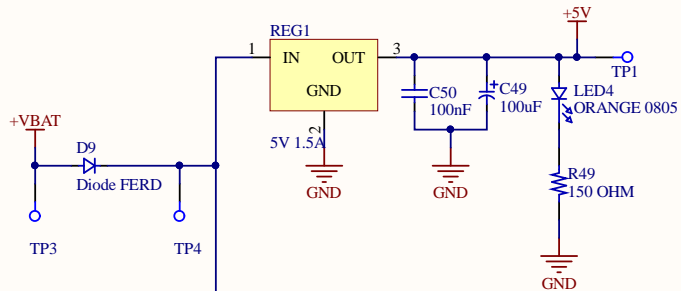 +5V
REG1
1
IN
OUT
3
GND
2
5V 1.5A
GND
C50
100nF
C49
100uF
GND
TP1
LED4
ORANGE 0805
R49
150 OHM
GND
+VBAT
D9
Diode FERD
TP3
TP4